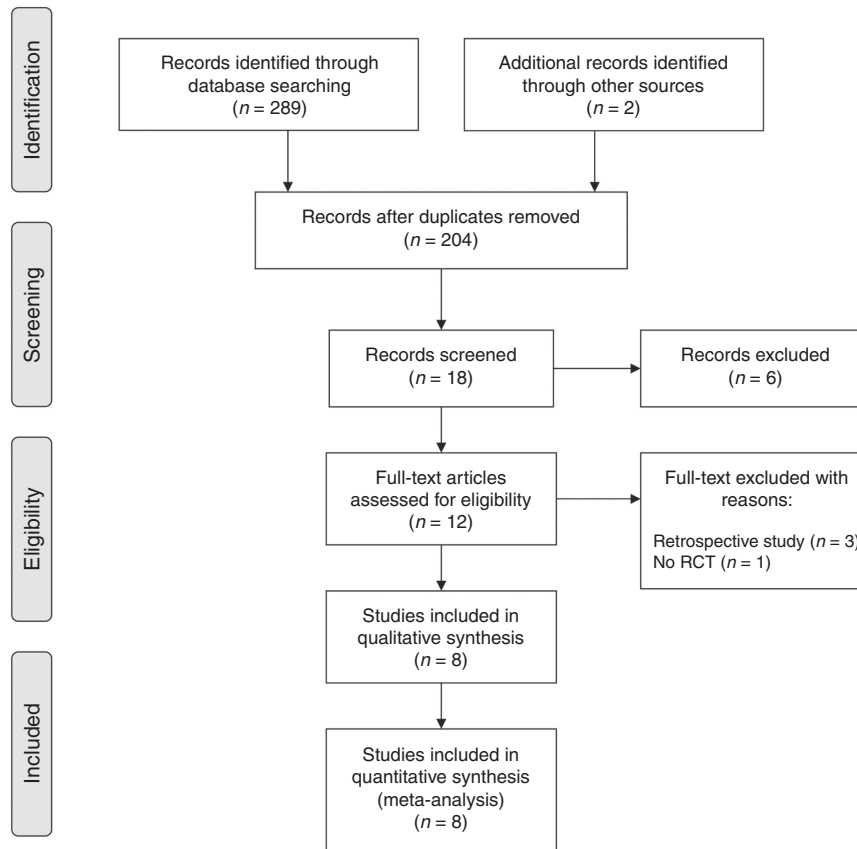 Identification
Records identified through
database searching
(n = 289)
Additional records identified
through other sources
(n = 2)
Records after duplicates removed
(n = 204)
Screening
Records screened
(n = 18)
Records excluded
(n = 6)
Eligibility
Full-text articles
assessed for eligibility
(n = 12)
Full-text excluded with
reasons:
Retrospective study (n = 3)
No RCT (n = 1)
Studies included in
qualitative synthesis
(n = 8)
Included
Studies included in
quantitative synthesis
(meta-analysis)
(n = 8)